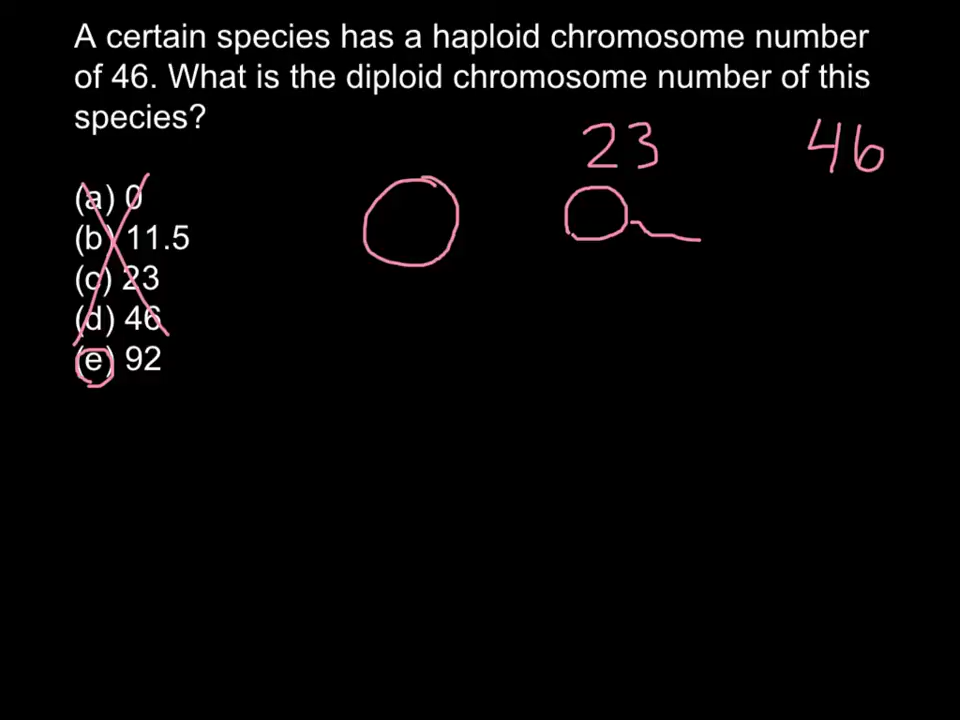 A certain species has a haploid chromosome number
of 46. What is the diploid chromosome number of this
species?
23 46
(a) 0
(b) 11.5
(c) 23
(d) 46
(e) 92